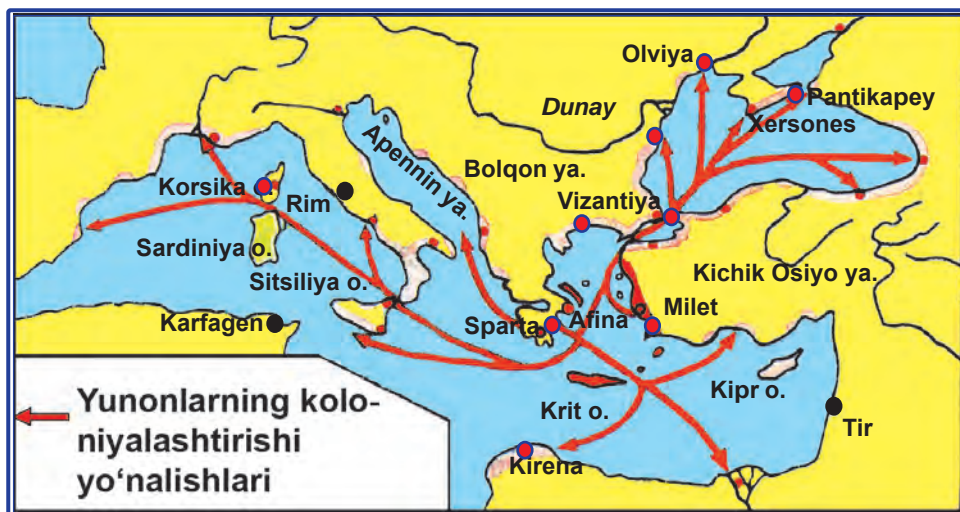 Olviya
Dunay
Pantikapey
Xersones
Apennin ya.
Bolqon ya.
Korsika o.
Rim
Vizantiya
Sardiniya o.
Kichik Osiyo ya.
Sitsiliya o.
Karfagen
Sparta
Afina
Milet
Krit o.
Kipr o.
Tir
Kirena
Yunonlarning kolo-
niyalashtirishi
yo‘nalishlari